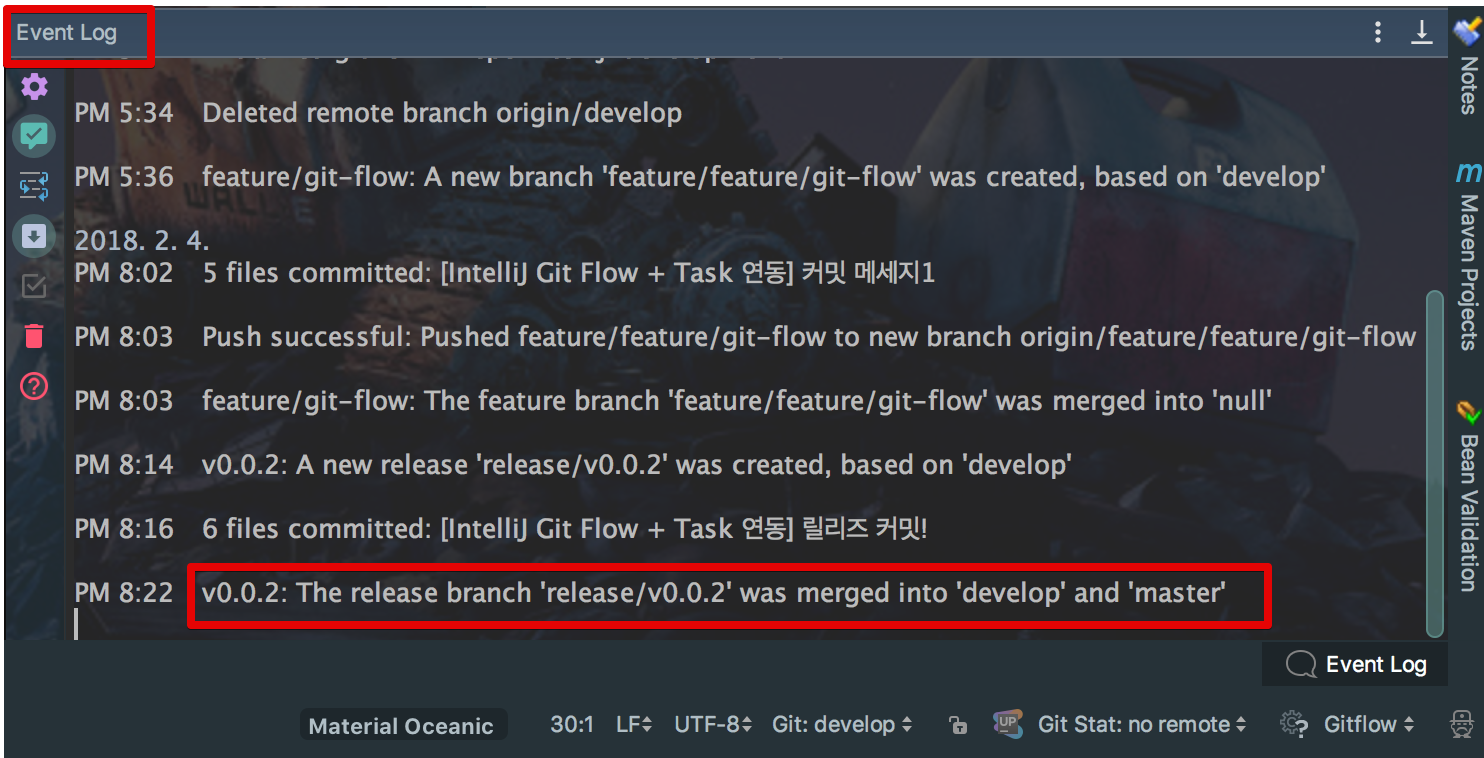 Event Log
PM 5:34 Deleted remote branch origin/develop
PM 5:36 feature/git-flow: A new branch 'feature/feature/git-flow' was created, based on 'develop'
2018. 2. 4.
PM 8:02 5 files committed: [IntelliJ Git Flow + Task 연동] 커밋 메세지1
PM 8:03 Push successful: Pushed feature/feature/git-flow to new branch origin/feature/feature/git-flow
PM 8:03 feature/git-flow: The feature branch 'feature/feature/git-flow' was merged into 'null'
PM 8:14 v0.0.2: A new release 'release/v0.0.2' was created, based on 'develop'
PM 8:16 6 files committed: [IntelliJ Git Flow + Task 연동] 릴리즈 커밋!
PM 8:22 v0.0.2: The release branch 'release/v0.0.2' was merged into 'develop' and 'master'
Notes
m Maven Projects
Bean Validation
Event Log
Material Oceanic 30:1 LF UTF-8 Git: develop UP Git Stat: no remote Gitflow